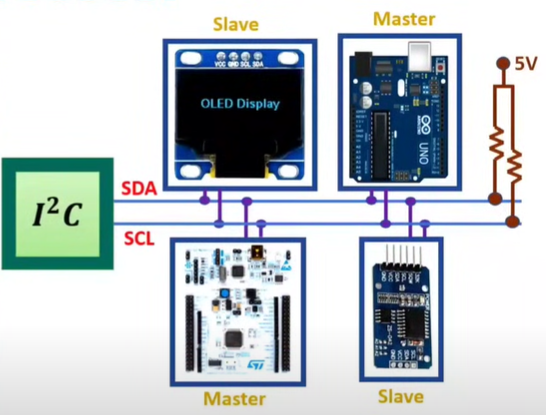 Slave
Master
VCC GND SCL SDA
OLED Display
5V
UNO
SDA
I²C
SCL
Master
Slave